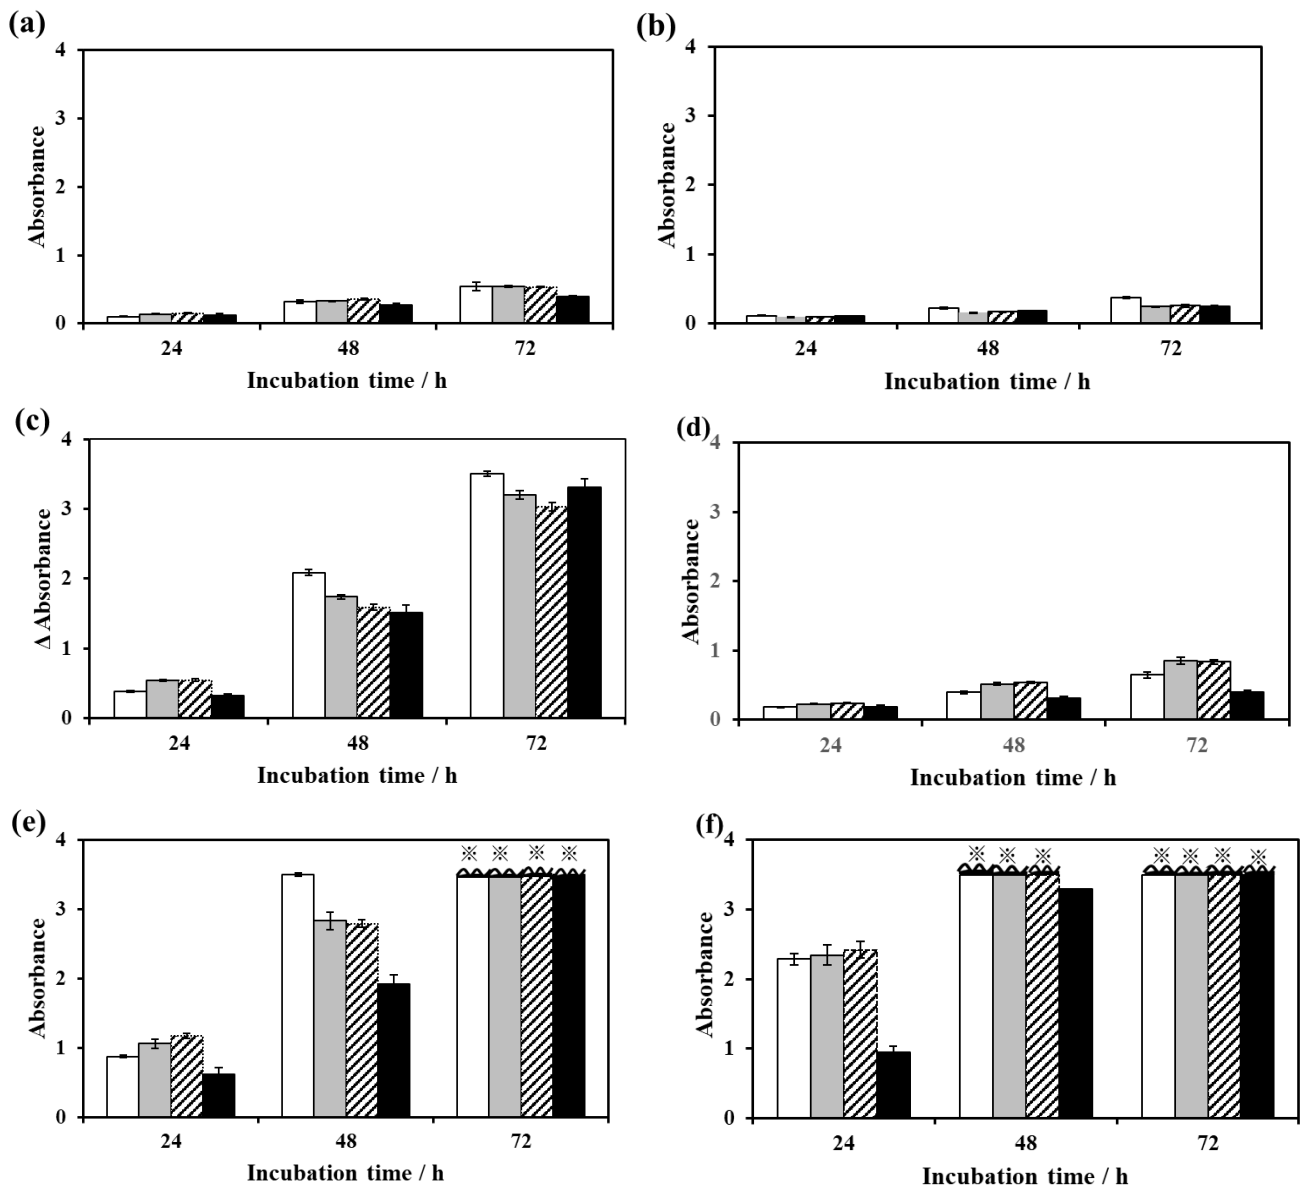 (a)
4
3
2
1
0
Absorbance
24 48 72
Incubation time / h
(b)
4
3
2
1
0
Absorbance
24 48 72
Incubation time / h
(c)
4
3
2
1
0
Δ Absorbance
24 48 72
Incubation time / h
(d)
4
3
2
1
0
Absorbance
24 48 72
Incubation time / h
(e)
4
3
2
1
0
Absorbance
※ ※ ※ ※
24 48 72
Incubation time / h
(f)
4
3
2
1
0
Absorbance
※ ※ ※ ※ ※ ※ ※
24 48 72
Incubation time / h